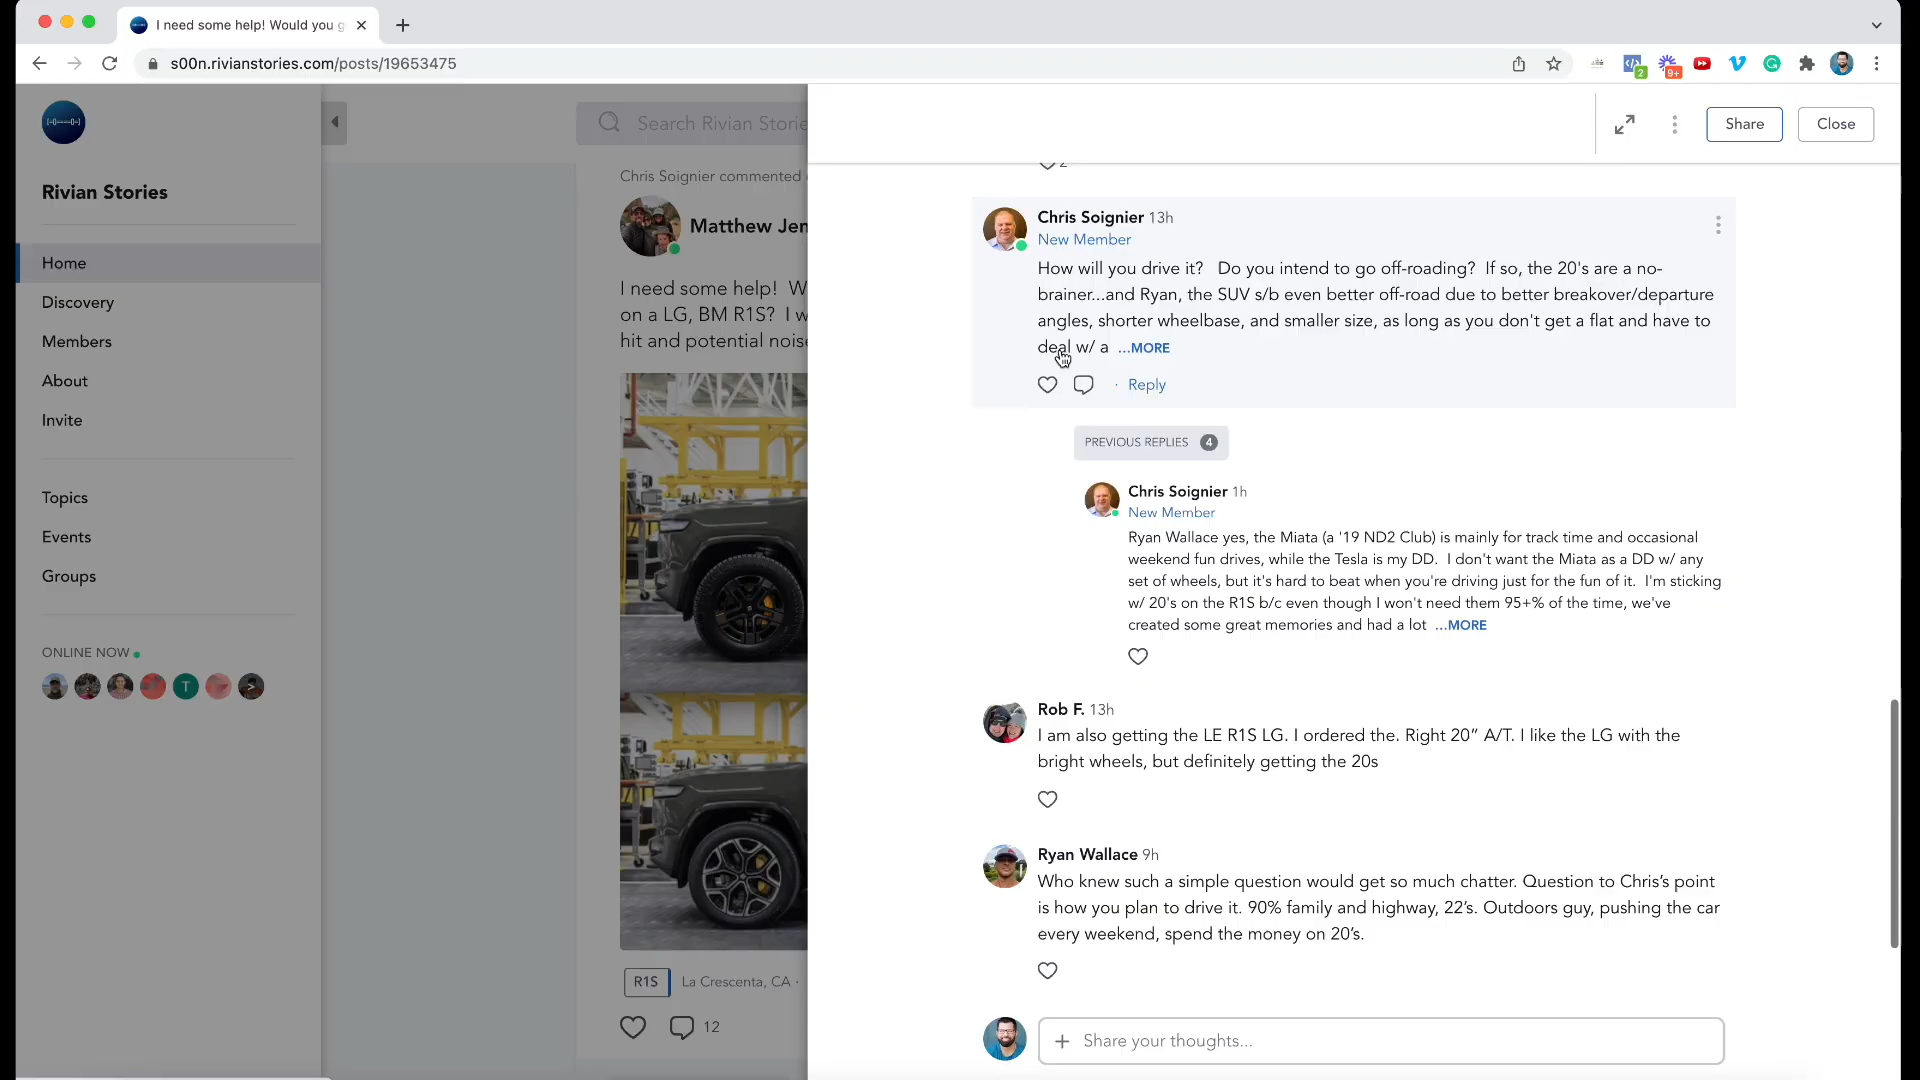 I need some help! Would you g
s00n.rivianstories.com/posts/19653475
2
9+
Rivian Stories
Home
Discovery
Members
About
Invite
Topics
Events
Groups
ONLINE NOW
T
>
Search Rivian Storie
Chris Soignier commented
Matthew Jen
I need some help! W
on a LG, BM R1S? I w
hit and potential noise
R1S
La Crescenta, CA ·
12
Share
Close
2
Chris Soignier 13h
New Member
How will you drive it? Do you intend to go off-roading? If so, the 20's are a no-
brainer...and Ryan, the SUV s/b even better off-road due to better breakover/departure
angles, shorter wheelbase, and smaller size, as long as you don't get a flat and have to
deal w/ a ...MORE
· Reply
PREVIOUS REPLIES 4
Chris Soignier 1h
New Member
Ryan Wallace yes, the Miata (a '19 ND2 Club) is mainly for track time and occasional
weekend fun drives, while the Tesla is my DD. I don't want the Miata as a DD w/ any
set of wheels, but it's hard to beat when you're driving just for the fun of it. I'm sticking
w/ 20's on the R1S b/c even though I won't need them 95+% of the time, we've
created some great memories and had a lot ...MORE
Rob F. 13h
I am also getting the LE R1S LG. I ordered the. Right 20” A/T. I like the LG with the
bright wheels, but definitely getting the 20s
Ryan Wallace 9h
Who knew such a simple question would get so much chatter. Question to Chris’s point
is how you plan to drive it. 90% family and highway, 22’s. Outdoors guy, pushing the car
every weekend, spend the money on 20’s.
+ Share your thoughts...